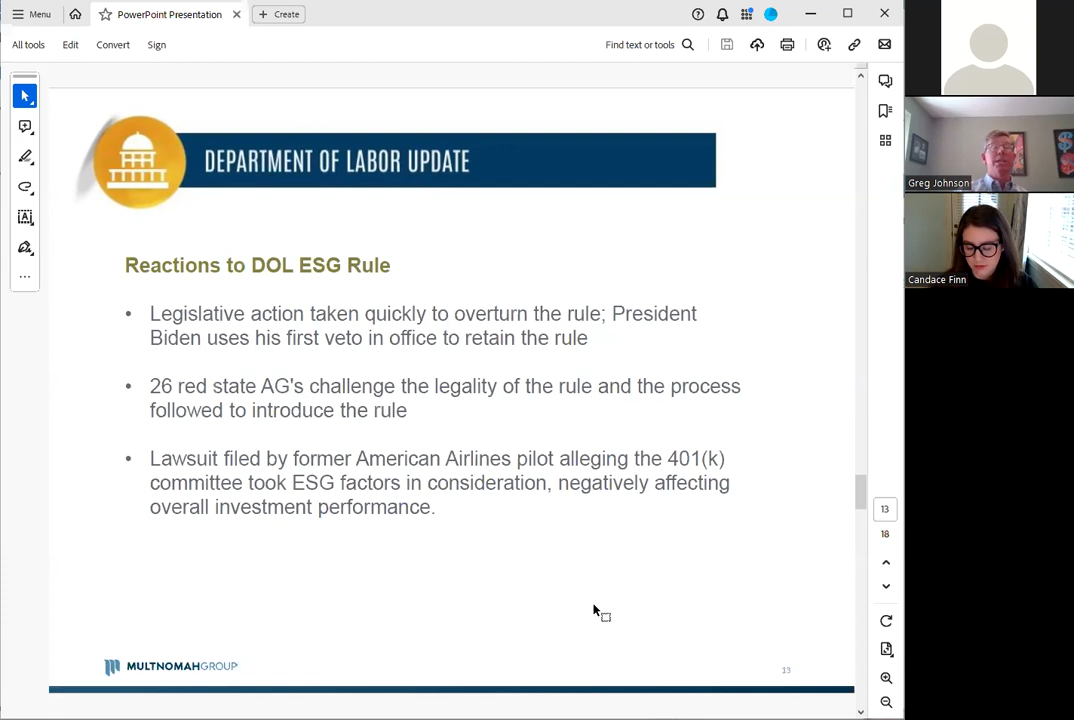 Menu
PowerPoint Presentation
Create
All tools
Edit
Convert
Sign
Find text or tools
DEPARTMENT OF LABOR UPDATE
Reactions to DOL ESG Rule
• Legislative action taken quickly to overturn the rule; President
Biden uses his first veto in office to retain the rule
• 26 red state AG's challenge the legality of the rule and the process
followed to introduce the rule
• Lawsuit filed by former American Airlines pilot alleging the 401(k)
committee took ESG factors in consideration, negatively affecting
overall investment performance.
MULTNOMAHGROUP
13
13
18
Greg Johnson
Candace Finn